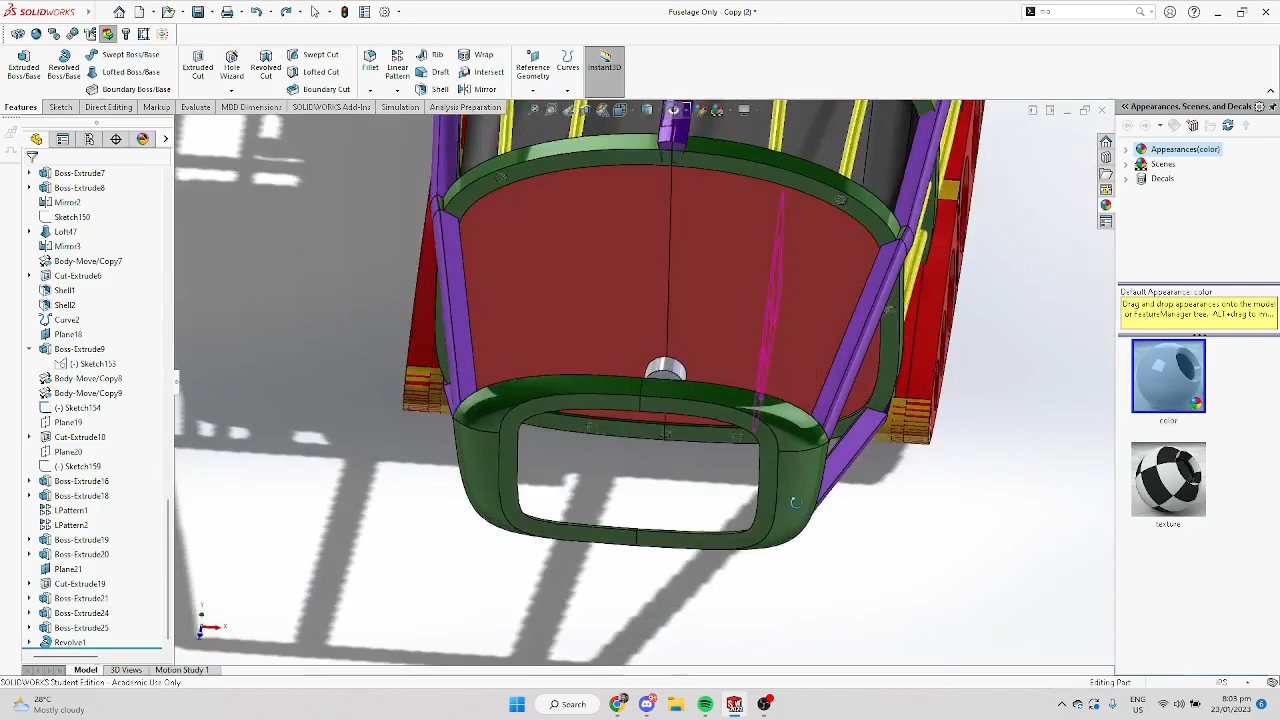 SOLIDWORKS
Fuselage Only - Copy (2) *
mo
Extruded Boss/Base
Revolved Boss/Base
Swept Boss/Base
Lofted Boss/Base
Boundary Boss/Base
Extruded Cut
Hole Wizard
Revolved Cut
Swept Cut
Lofted Cut
Boundary Cut
Fillet
Linear Pattern
Rib
Draft
Shell
Wrap
Intersect
Mirror
Reference Geometry
Curves
Instant3D
Features
Sketch
Direct Editing
Markup
Evaluate
MBD Dimensions
SOLIDWORKS Add-Ins
Simulation
Analysis Preparation
Boss-Extrude7
Boss-Extrude8
Mirror2
Sketch150
Loft47
Mirror3
Body-Move/Copy7
Cut-Extrude6
Shell1
Shell2
Curve2
Plane18
Boss-Extrude9
(-) Sketch153
Body-Move/Copy8
Body-Move/Copy9
(-) Sketch154
Plane19
Cut-Extrude18
Plane20
(-) Sketch159
Boss-Extrude16
Boss-Extrude18
LPattern1
LPattern2
Boss-Extrude19
Boss-Extrude20
Plane21
Cut-Extrude19
Boss-Extrude21
Boss-Extrude24
Boss-Extrude25
Revolve1
Y
X
Appearances, Scenes, and Decals
Appearances(color)
Scenes
Decals
Default Appearance: color
Drag and drop appearances onto the model or FeatureManager tree. ALT+drag to m...
color
texture
Model
3D Views
Motion Study 1
SOLIDWORKS Student Edition - Academic Use Only
Editing Part
IPS
28°C
Mostly cloudy
Search
ENG
US
8:03 pm
23/01/2023